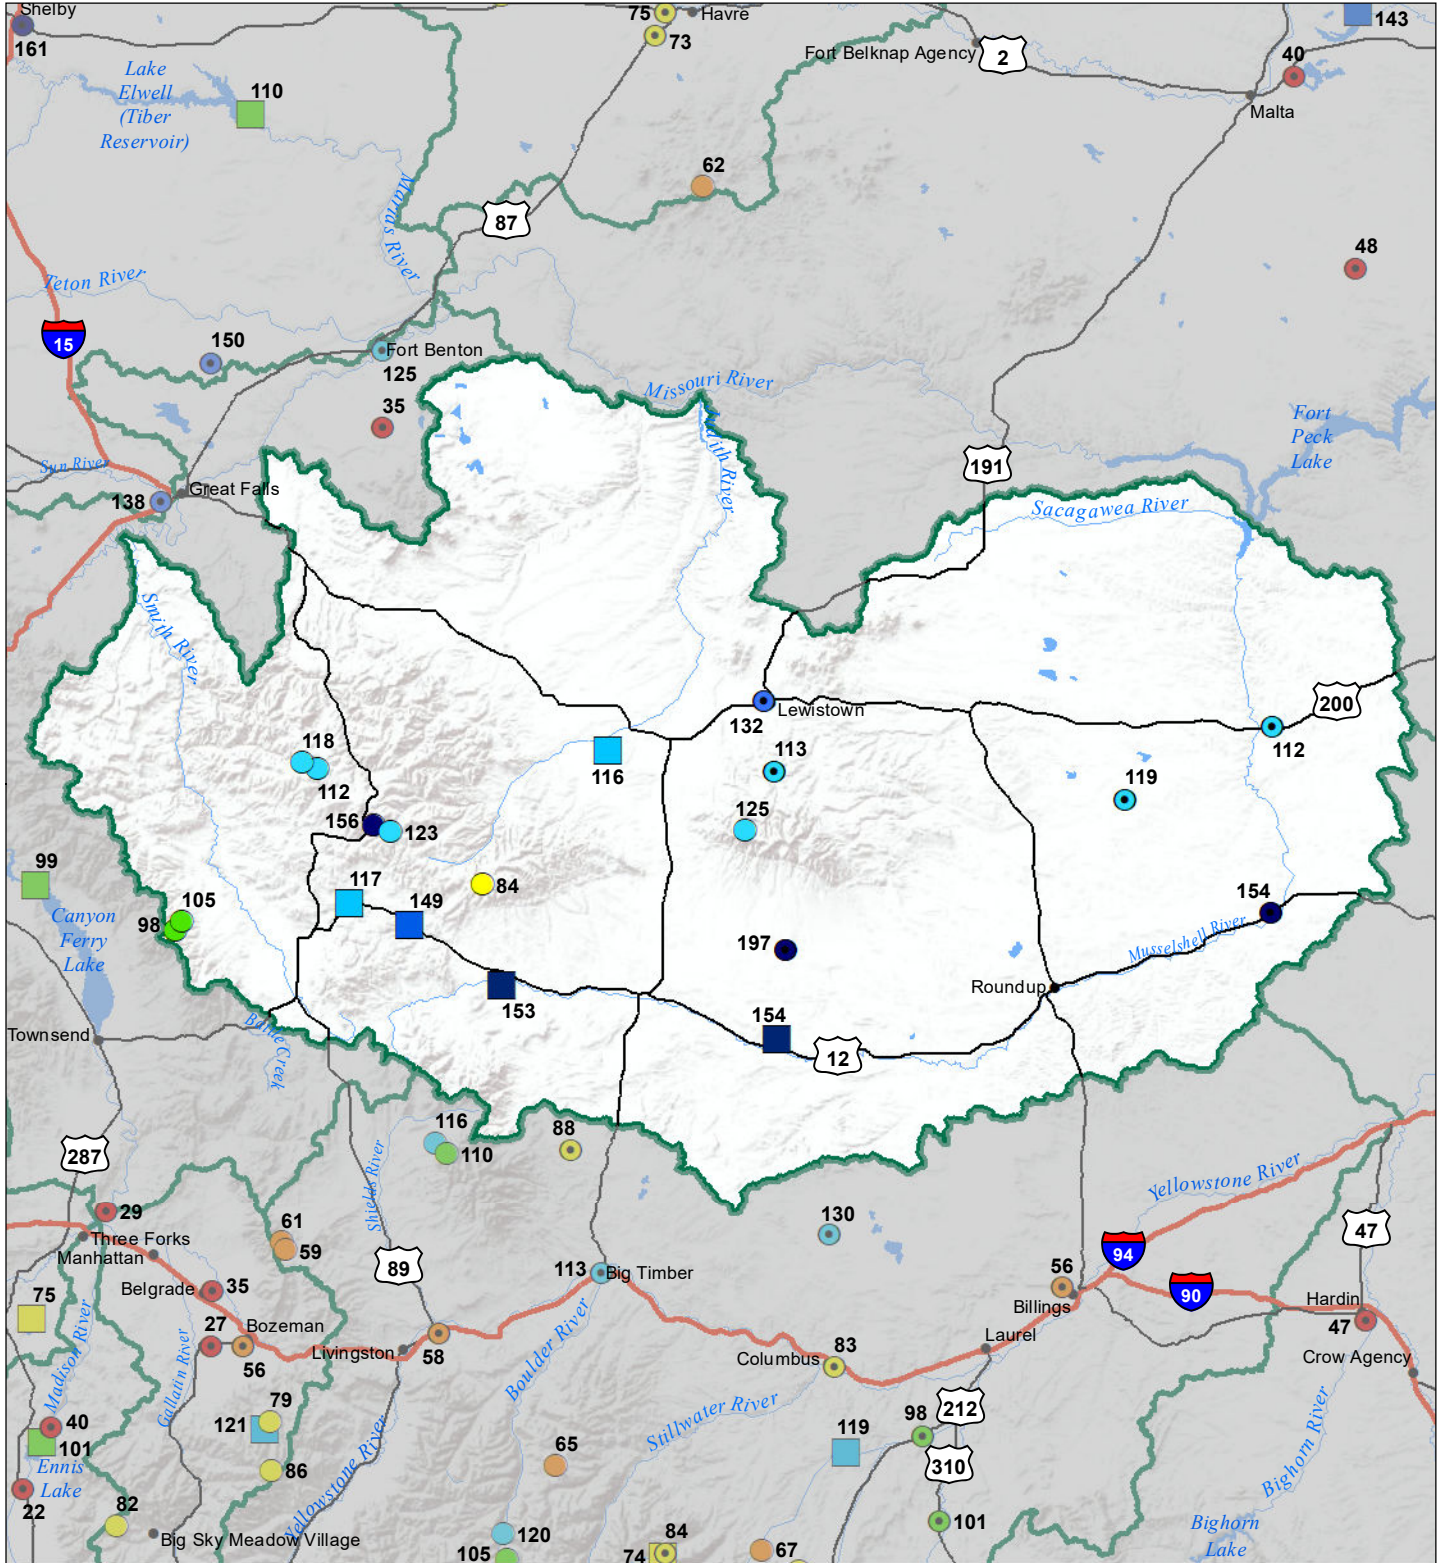 Shelby
161
75
Havre
73
Fort Belknap Agency
2
143
40
Malta
Lake
Elwell
(Tiber
Reservoir)
110
Marias River
62
87
48
Teton River
15
150
Fort Benton
125
35
Missouri River
Judith River
Fort
Peck
Lake
191
Sun River
Great Falls
138
Sacagawea River
Smith River
200
132
Lewistown
118
112
116
113
119
112
125
156
123
99
117
84
105
98
149
154
Canyon
Ferry
Lake
197
Musselshell River
Roundup
153
154
12
Townsend
Battle Creek
116
110
88
287
Shields River
Yellowstone River
29
Three Forks
Manhattan
61
59
130
47
94
89
113
Big Timber
56
90
Belgrade
35
Billings
Hardin
75
Madison River
27
Bozeman
56
Livingston
58
Boulder River
Laurel
47
Columbus
83
Crow Agency
Gallatin River
79
121
40
101
Ennis
Lake
86
Yellowstone River
Stillwater River
119
98
212
310
65
Bighorn River
22
82
Big Sky Meadow Village
120
105
84
74
67
101
Bighorn
Lake